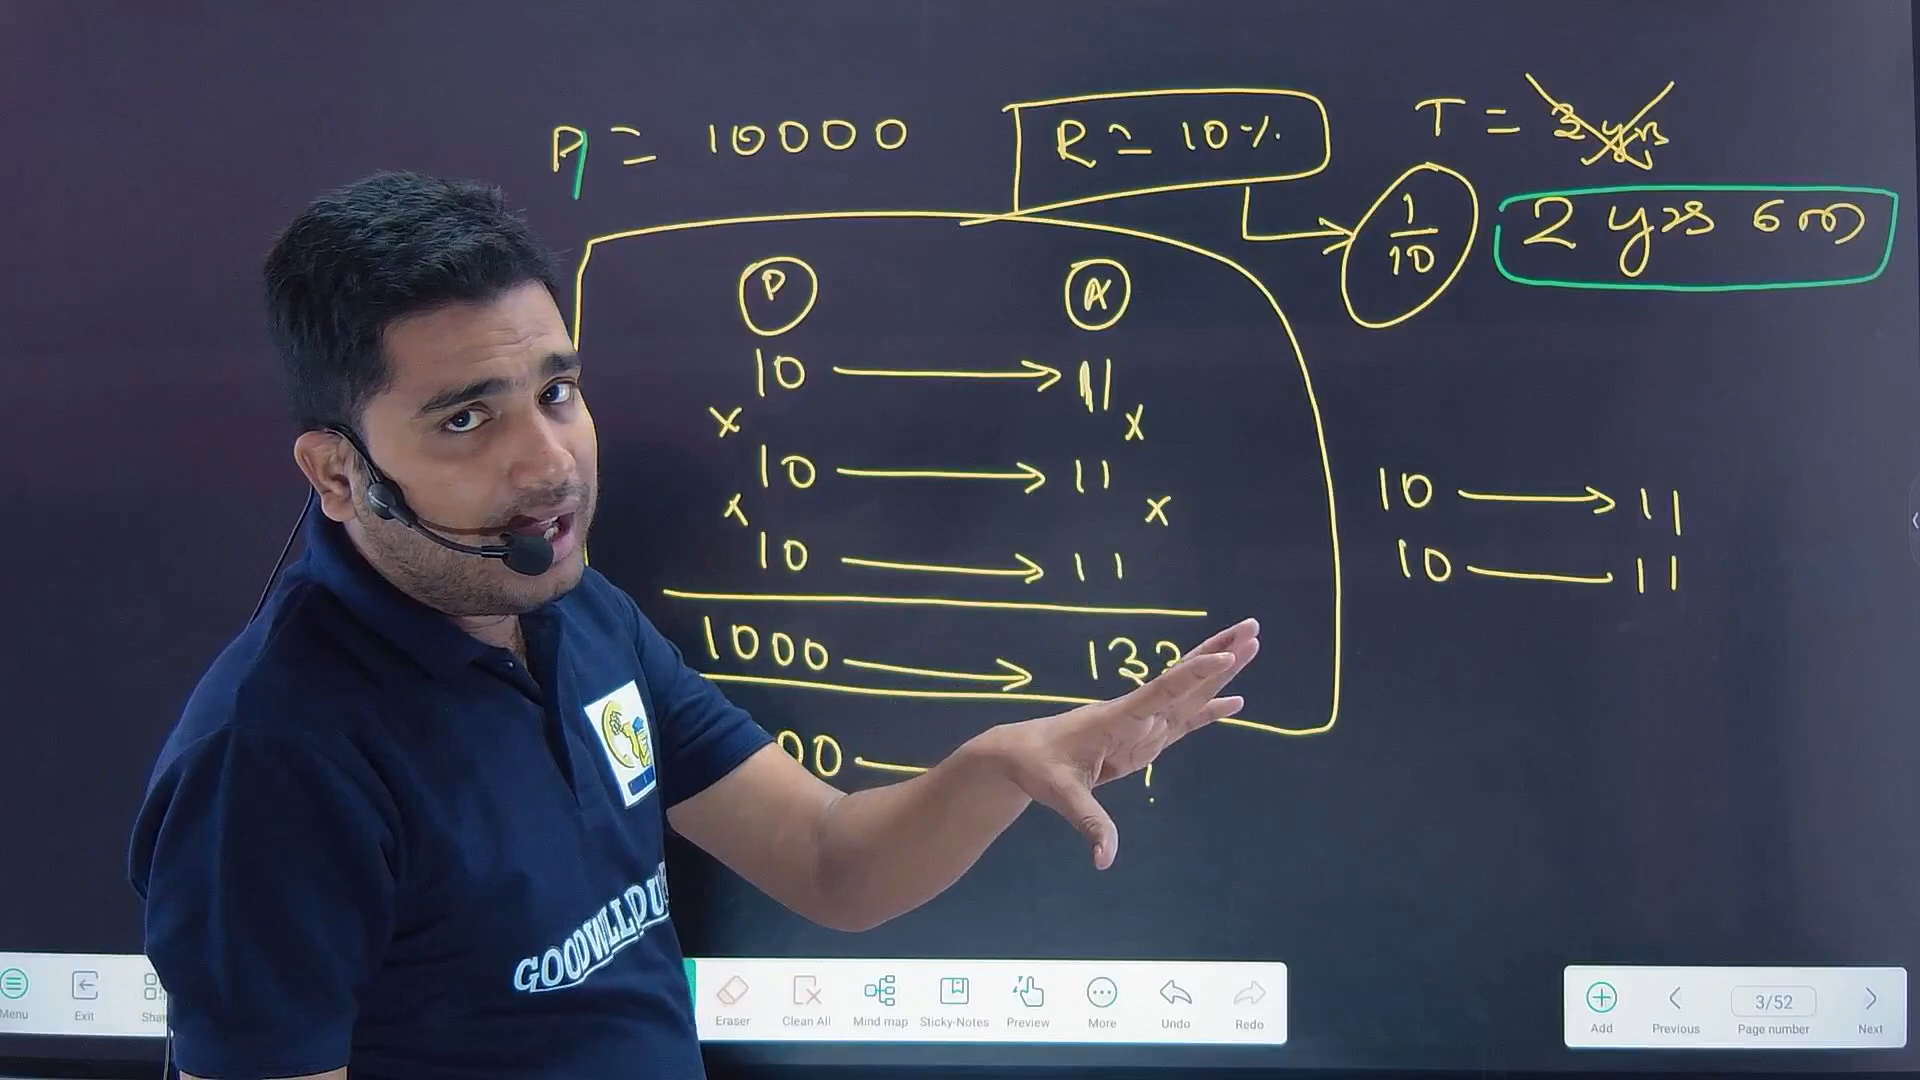 P = 10000 R = 10% T = 3 yrs
1/10 2 yrs 6m
P A
10 → 11
x x
10 → 11 10 → 11
x x
10 → 11 10 — 11
1000 → 133
00 — ?
GOODWILL
Menu Exit Eraser Clean All Mind map Sticky-Notes Preview More Undo Redo Add Previous 3/52 Page number Next